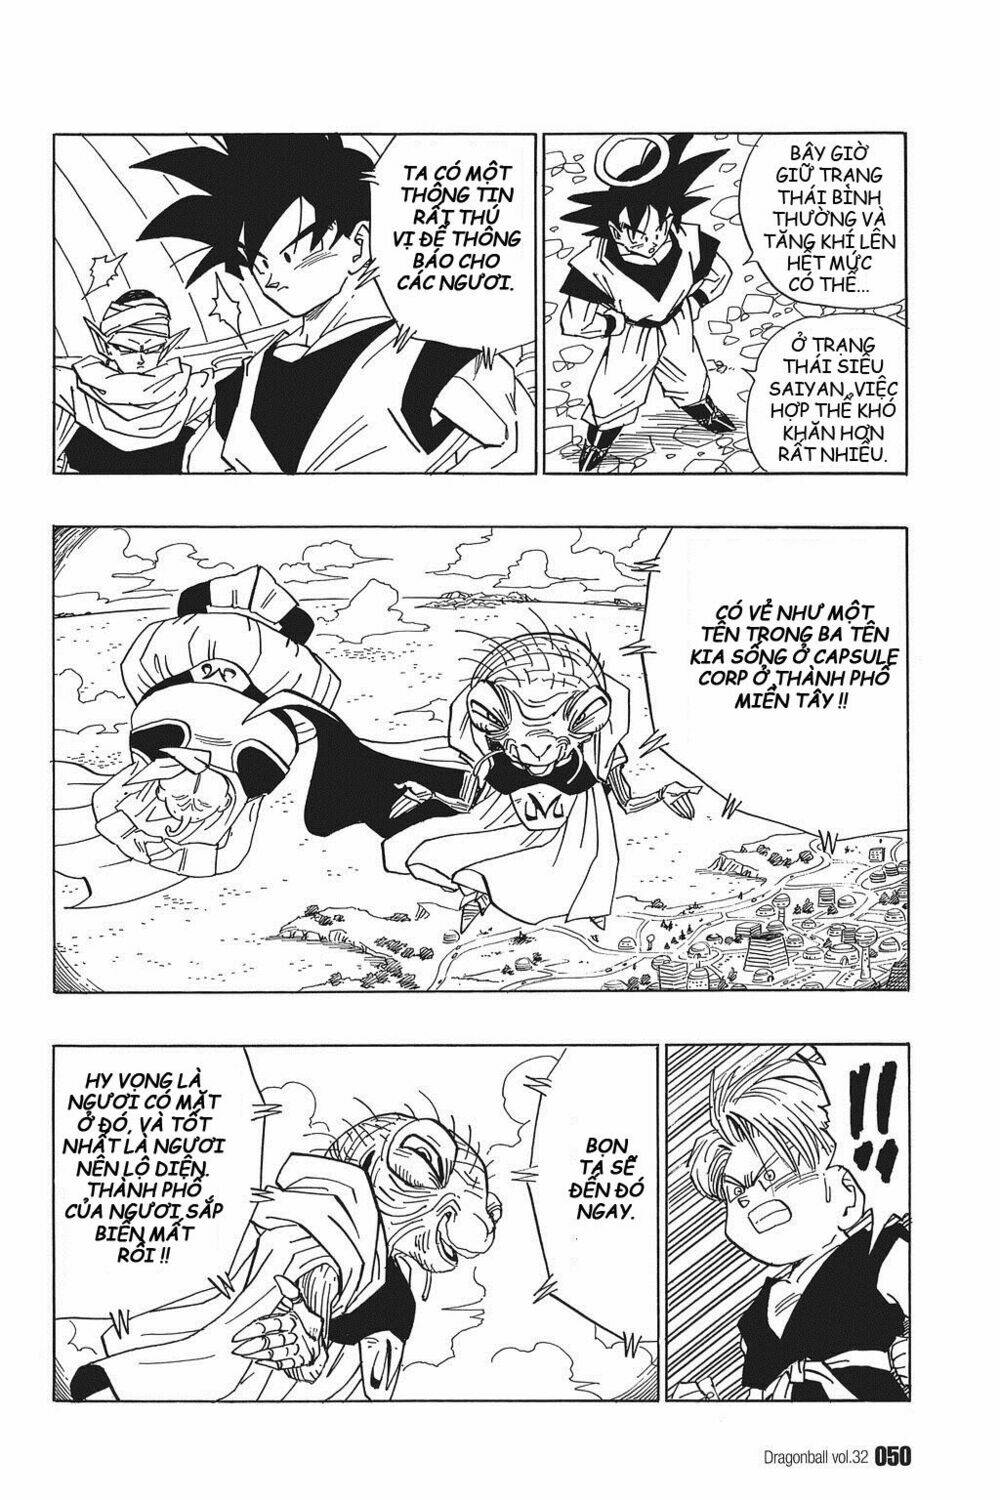 BÂY GIỜ
GIỮ TRẠNG
THÁI BÌNH
THƯỜNG VÀ
TĂNG KHÍ LÊN
HẾT MỨC
CÓ THỂ...
Ở TRẠNG
THÁI SIÊU
SAIYAN, VIỆC
HỢP THỂ KHÓ
KHĂN HƠN
RẤT NHIỀU.
TA CÓ MỘT
THÔNG TIN
RẤT THÚ
VỊ ĐỂ THÔNG
BÁO CHO
CÁC NGƯƠI.
CÓ VẺ NHƯ MỘT
TÊN TRONG BA TÊN
KIA SỐNG Ở CAPSULE
CORP Ở THÀNH PHỐ
MIỀN TÂY !!
!!
BỌN
TA SẼ
ĐẾN ĐÓ
NGAY.
HY VỌNG LÀ
NGƯƠI CÓ MẶT
Ở ĐÓ, VÀ TỐT
NHẤT LÀ NGƯƠI
NÊN LỘ DIỆN.
THÀNH PHỐ
CỦA NGƯƠI SẮP
BIẾN MẤT
RỒI !!
Dragonball vol.32 050